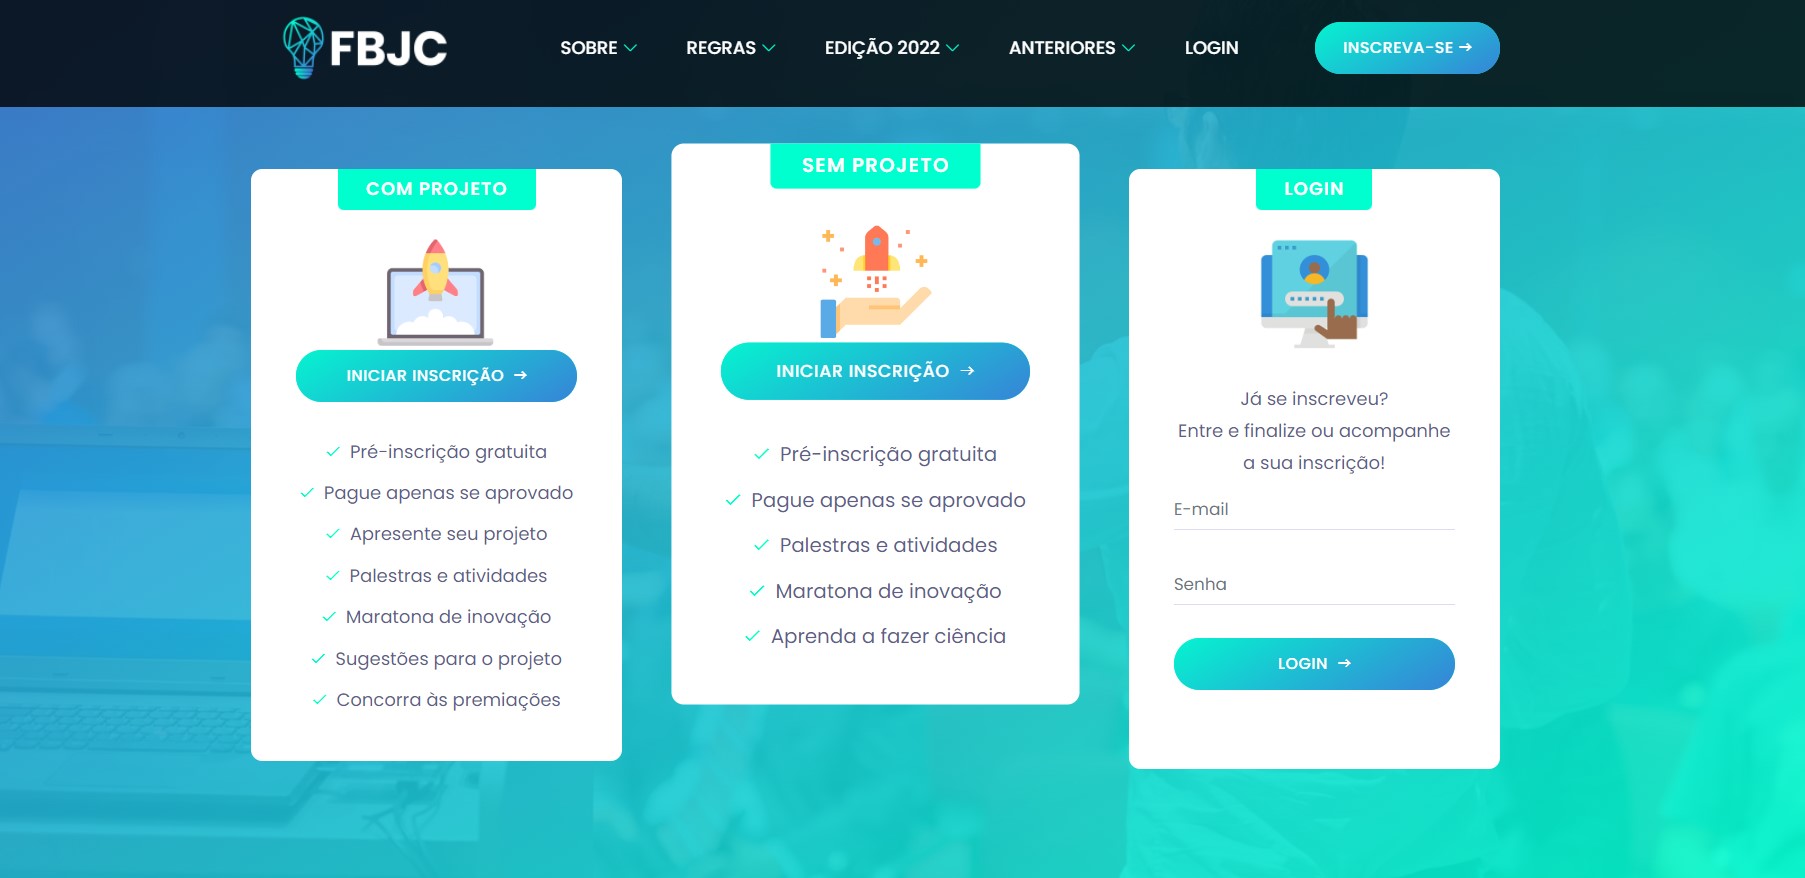 FBJC
SOBRE
REGRAS
EDIÇÃO 2022
ANTERIORES
LOGIN
INSCREVA-SE →
COM PROJETO
INICIAR INSCRIÇÃO →
Pré-inscrição gratuita
Pague apenas se aprovado
Apresente seu projeto
Palestras e atividades
Maratona de inovação
Sugestões para o projeto
Concorra às premiações
SEM PROJETO
INICIAR INSCRIÇÃO →
Pré-inscrição gratuita
Pague apenas se aprovado
Palestras e atividades
Maratona de inovação
Aprenda a fazer ciência
LOGIN
Já se inscreveu?
Entre e finalize ou acompanhe
a sua inscrição!
E-mail
Senha
LOGIN →